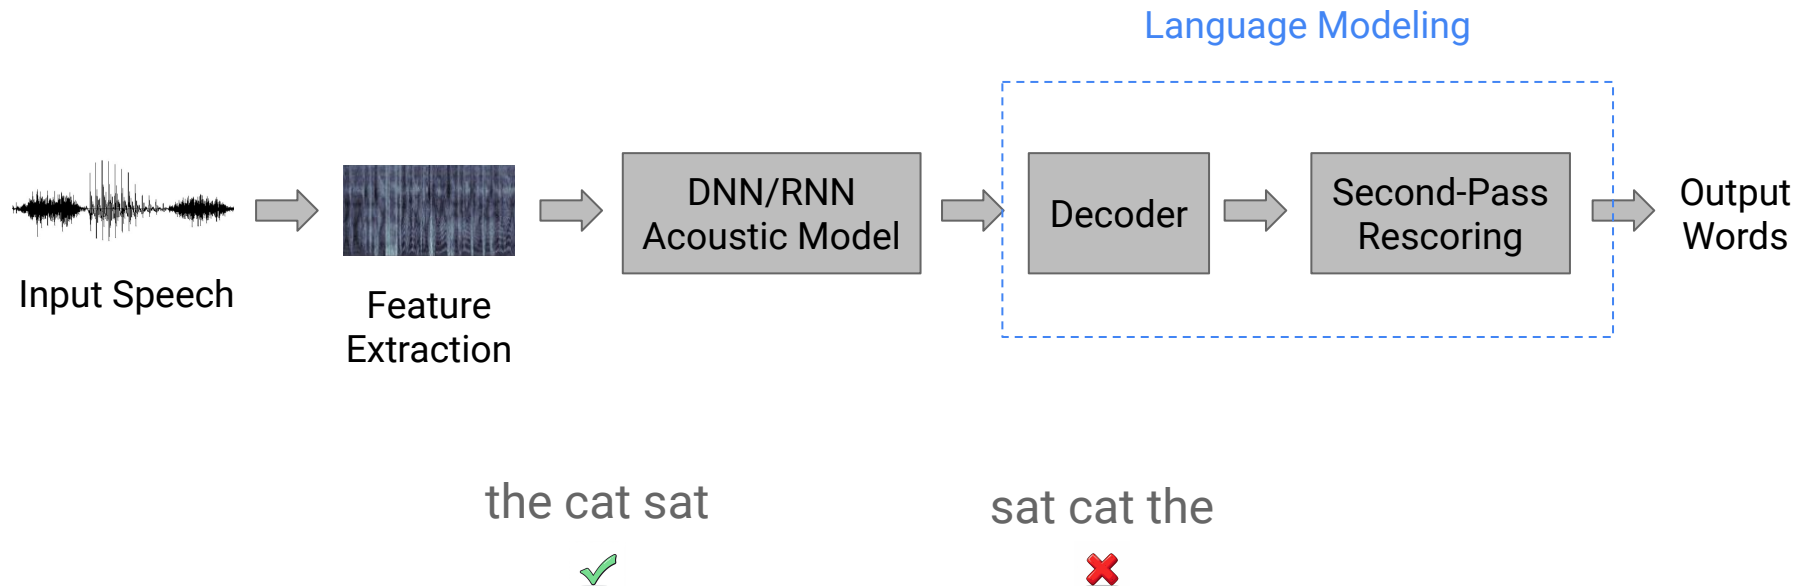 Language Modeling
Input Speech
Feature
Extraction
DNN/RNN
Acoustic Model
Decoder
Second-Pass
Rescoring
Output
Words
the cat sat
sat cat the